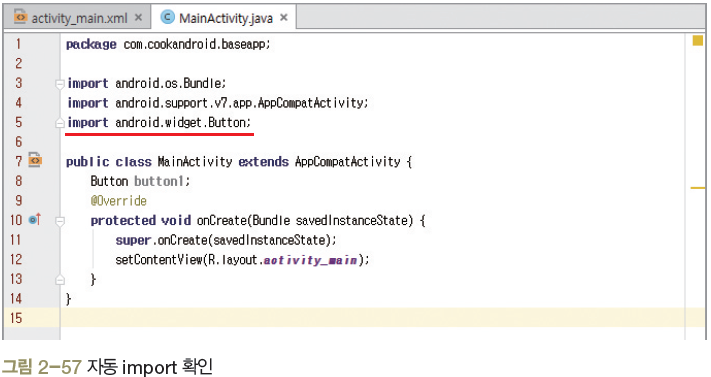 activity_main.xml MainActivity.java
1 package com.cookandroid.baseapp;
2
3 import android.os.Bundle;
4 import android.support.v7.app.AppCompatActivity;
5 import android.widget.Button;
6
7 public class MainActivity extends AppCompatActivity {
8 Button button1;
9 @Override
10 protected void onCreate(Bundle savedInstanceState) {
11 super.onCreate(savedInstanceState);
12 setContentView(R.layout.activity_main);
13 }
14 }
15
그림 2-57 자동 import 확인